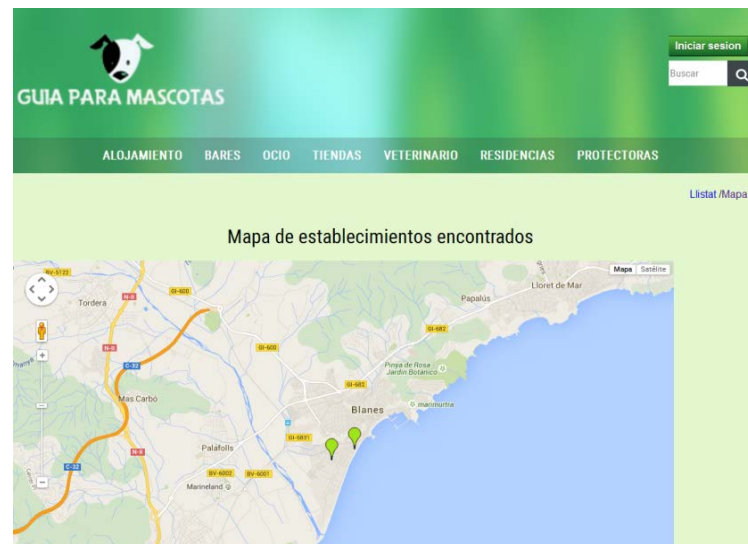 Iniciar sesion
Buscar
GUIA PARA MASCOTAS
ALOJAMIENTO BARES OCIO TIENDAS VETERINARIO RESIDENCIAS PROTECTORAS
Llistat /Mapa
Mapa de establecimientos encontrados
BV-5122
Mapa Satélite
N-II
GI-600
Lloret de Mar
Tordera
Papalús
GI-682
N-II
GI-600
C-32
Pinya de Rosa
Jardín Botánico
GI-682
Mas Carbó
Blanes
marimurtra
GI-6831
N-II
Palafolls
C-32
BV-6002 BV-6001
Marineland